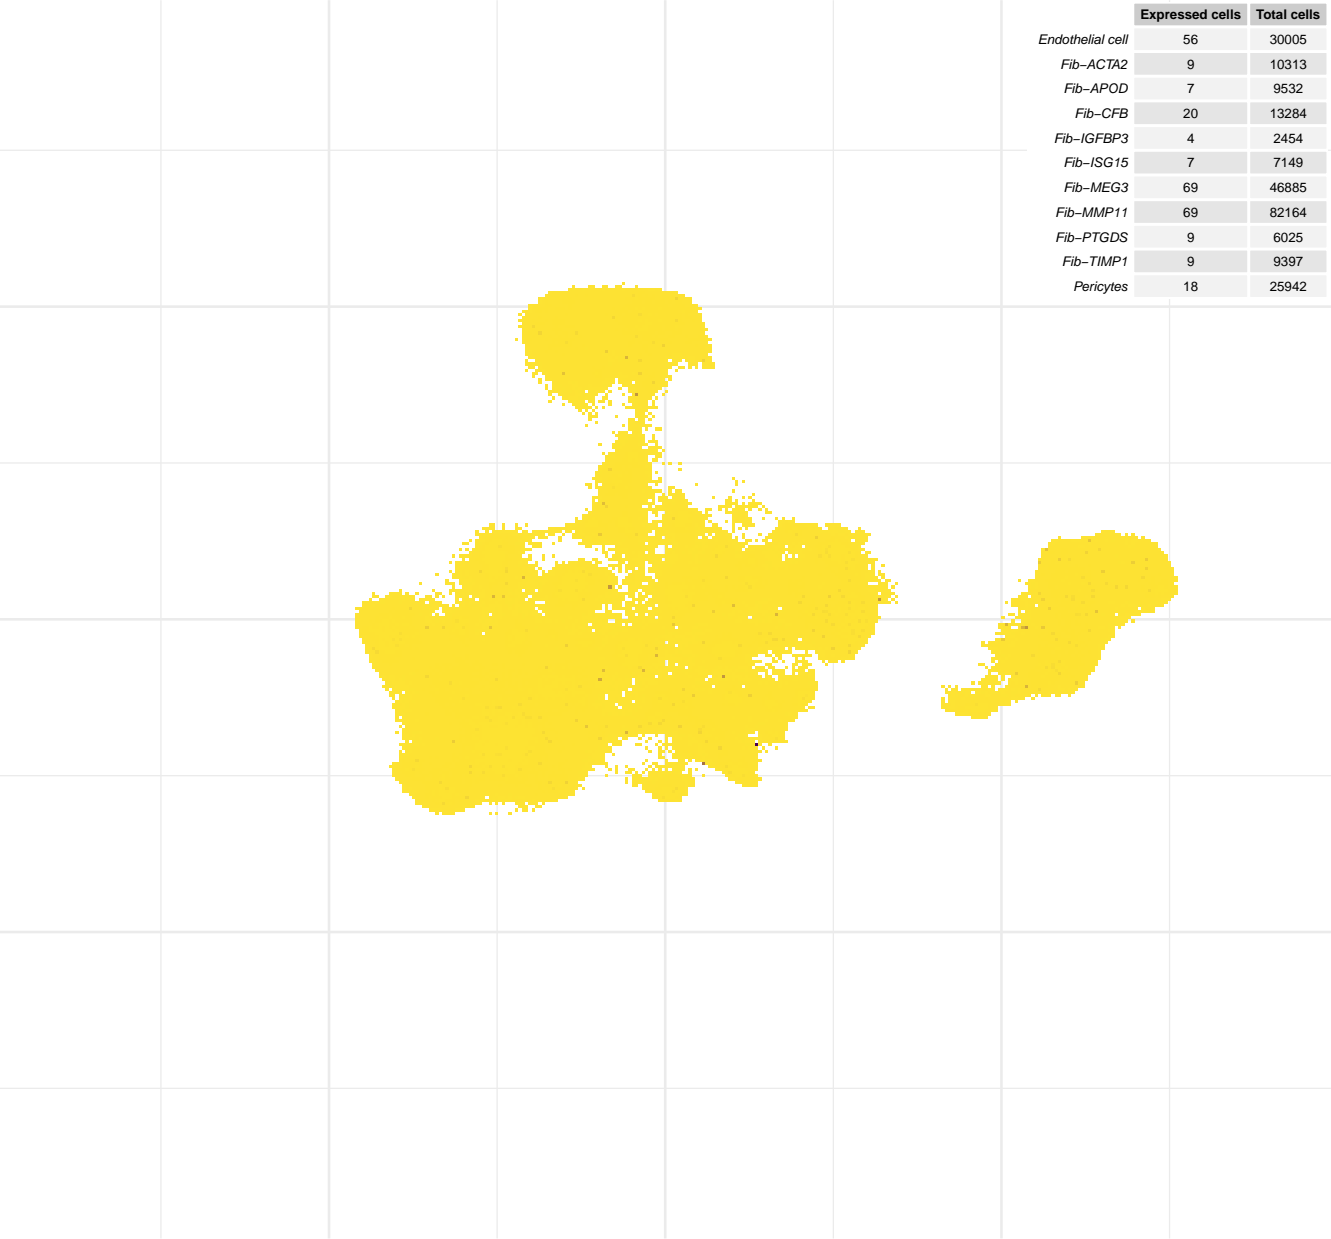 Expressed cells Total cells
Endothelial cell 56 30005
Fib−ACTA2 9 10313
Fib−APOD 7 9532
Fib−CFB 20 13284
Fib−IGFBP3 4 2454
Fib−ISG15 7 7149
Fib−MEG3 69 46885
Fib−MMP11 69 82164
Fib−PTGDS 9 6025
Fib−TIMP1 9 9397
Pericytes 18 25942